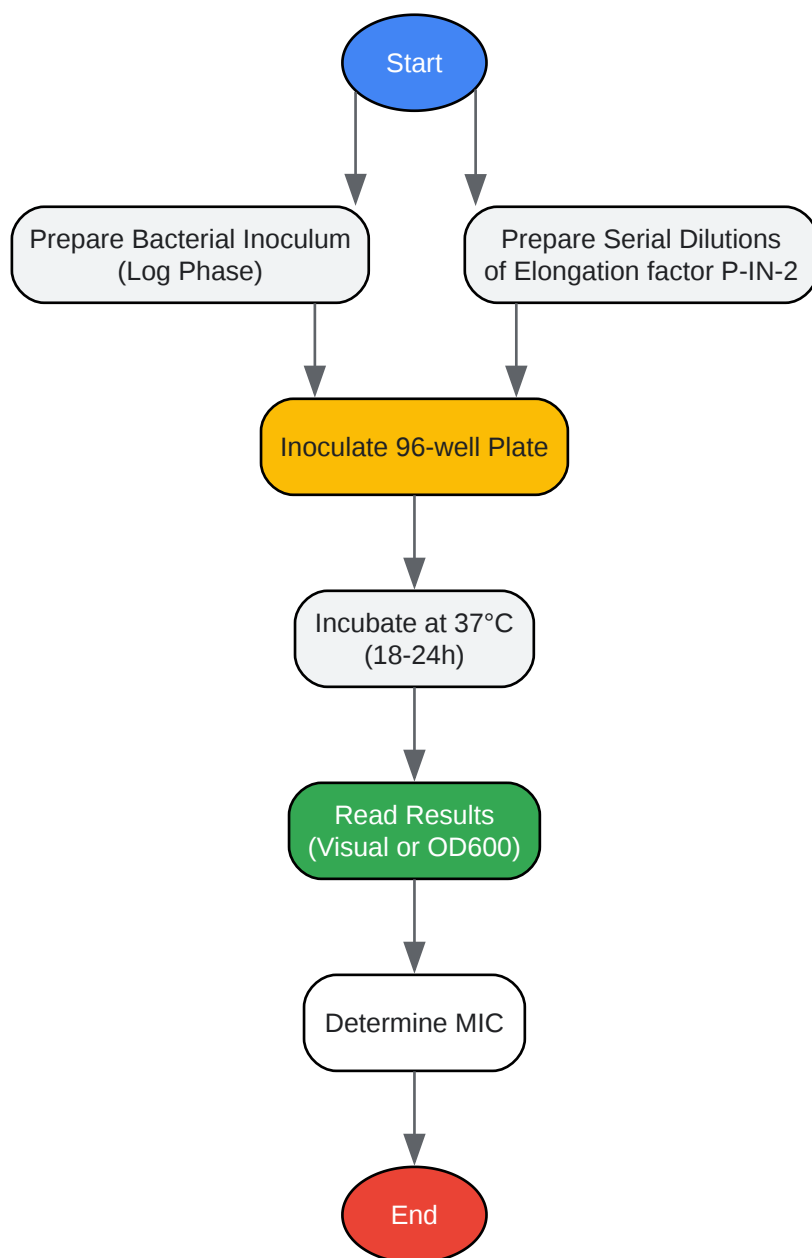 Start
Prepare Bacterial Inoculum
(Log Phase)
Prepare Serial Dilutions
of Elongation factor P-IN-2
Inoculate 96-well Plate
Incubate at 37°C
(18-24h)
Read Results
(Visual or OD600)
Determine MIC
End